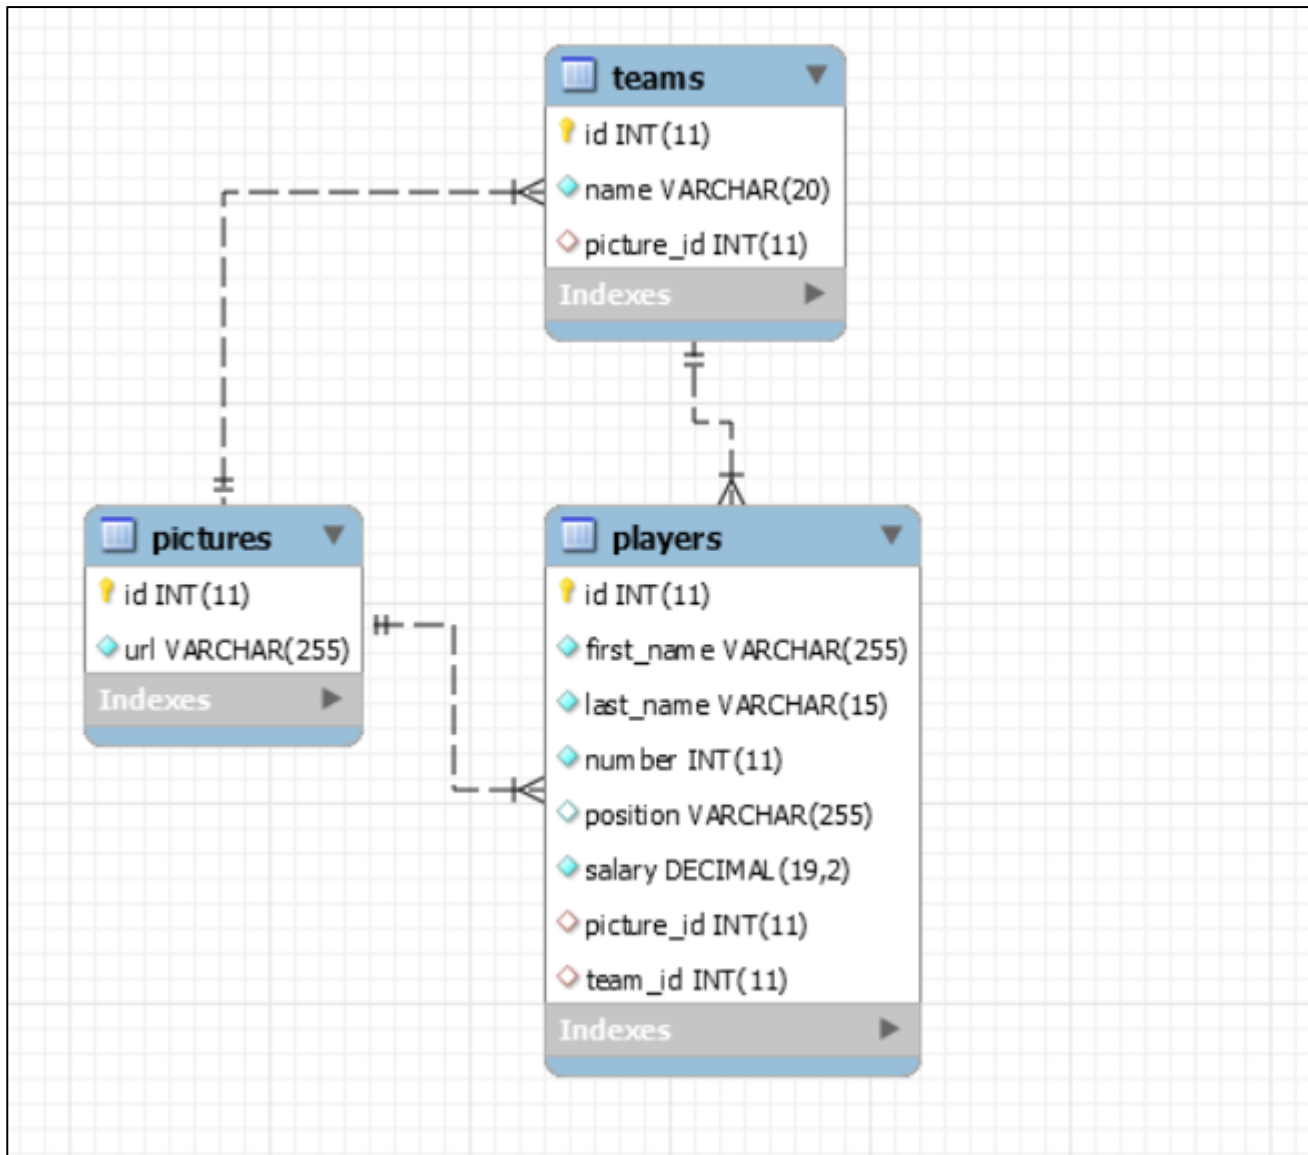 teams
id INT(11)
name VARCHAR(20)
picture_id INT(11)
Indexes
pictures
id INT(11)
url VARCHAR(255)
Indexes
players
id INT(11)
first_name VARCHAR(255)
last_name VARCHAR(15)
number INT(11)
position VARCHAR(255)
salary DECIMAL(19,2)
picture_id INT(11)
team_id INT(11)
Indexes